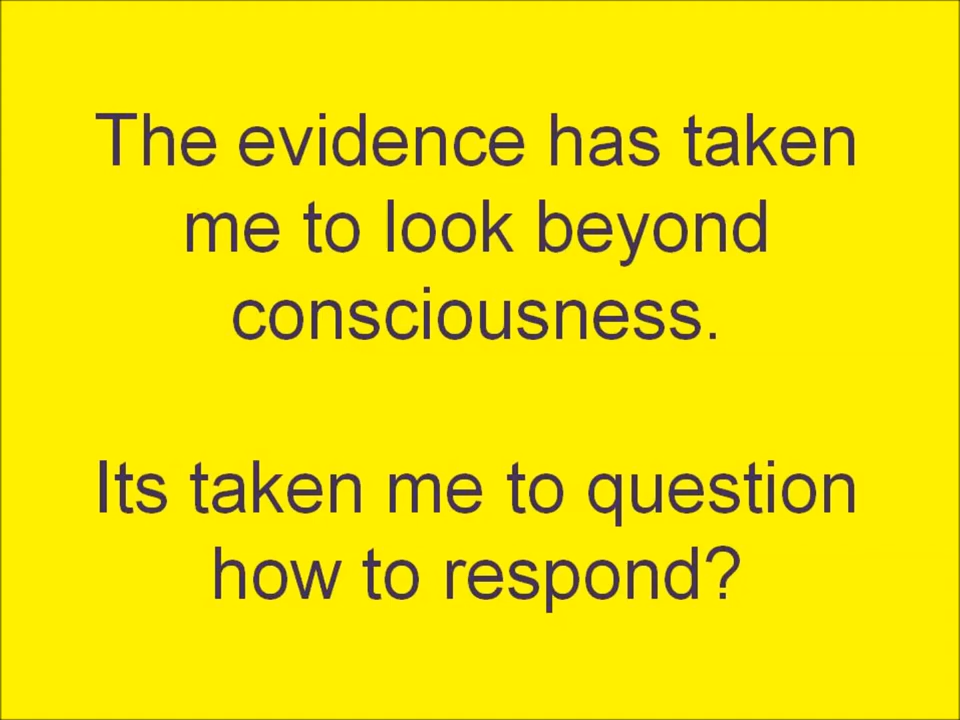 The evidence has taken
me to look beyond
consciousness.
Its taken me to question
how to respond?